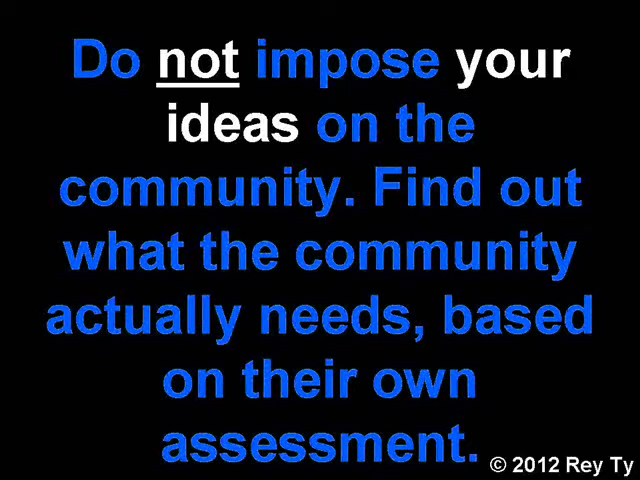 Do not impose your
ideas on the
community. Find out
what the community
actually needs, based
on their own
assessment.
© 2012 Rey Ty